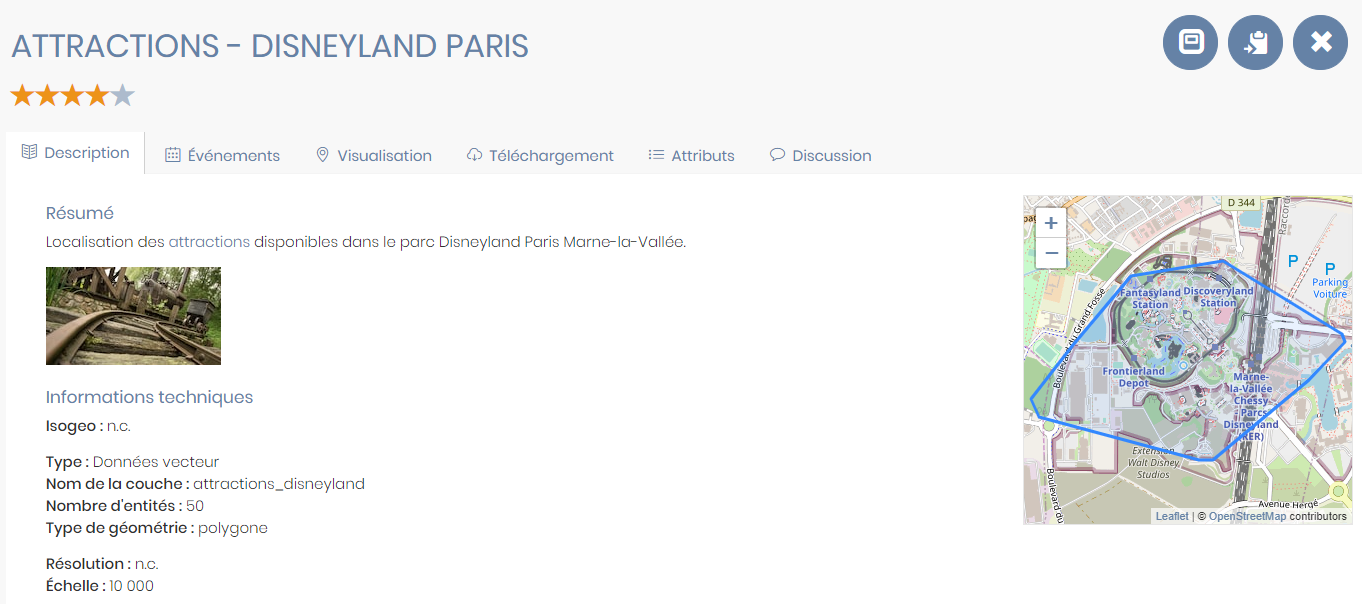 ATTRACTIONS - DISNEYLAND PARIS
Description
Événements
Visualisation
Téléchargement
Attributs
Discussion
Résumé
Localisation des attractions disponibles dans le parc Disneyland Paris Marne-la-Vallée.
Informations techniques
Isogeo : n.c.
Type : Données vecteur
Nom de la couche : attractions_disneyland
Nombre d'entités : 50
Type de géométrie : polygone
Résolution : n.c.
Échelle : 10 000
+
−
D 344
Raccord
P
P
Parking
Voiture
Boulevard du Grand Fossé
Fantasyland
Station
Discoveryland
Station
Frontierland
Depot
Marne-
la-Vallée
Chessy
Parcs
Disneyland
(RER)
Extension
Walt Disney
Studios
Boulevard du
Avenue Hergé
Leaflet | © OpenStreetMap contributors